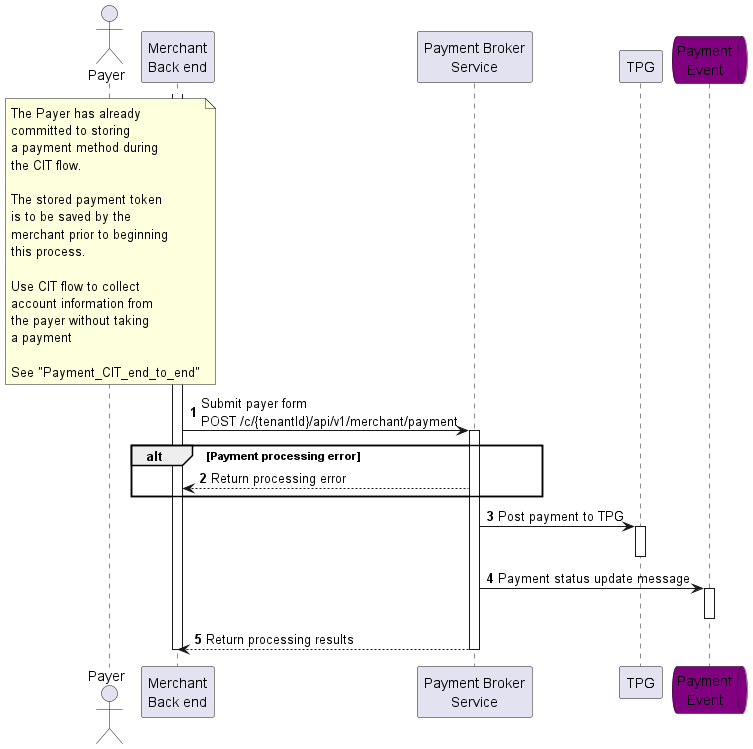 Payer
Merchant
Back end
Payment Broker
Service
TPG
Payment
Event
The Payer has already
committed to storing
a payment method during
the CIT flow.
The stored payment token
is to be saved by the
merchant prior to beginning
this process.
Use CIT flow to collect
account information from
the payer without taking
a payment
See "Payment_CIT_end_to_end"
1 Submit payer form
POST /c/{tenantId}/api/v1/merchant/payment
alt [Payment processing error]
2 Return processing error
3 Post payment to TPG
4 Payment status update message
5 Return processing results
Payer
Merchant
Back end
Payment Broker
Service
TPG
Payment
Event